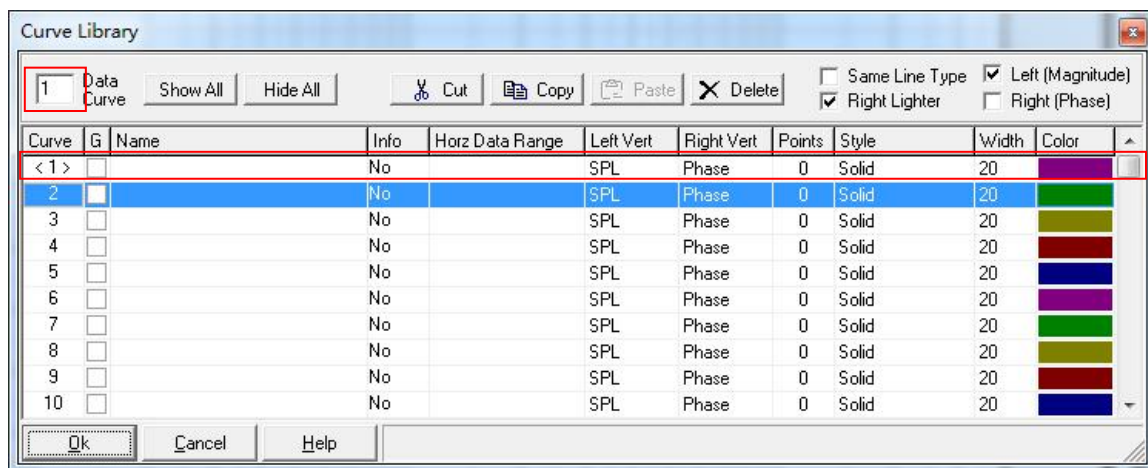 Curve Library
1 Data Curve Show All Hide All Cut Copy Paste Delete Same Line Type Left (Magnitude)
Right Lighter Right (Phase)
Curve G Name Info Horz Data Range Left Vert Right Vert Points Style Width Color
< 1 > No SPL Phase 0 Solid 20
2 No SPL Phase 0 Solid 20
3 No SPL Phase 0 Solid 20
4 No SPL Phase 0 Solid 20
5 No SPL Phase 0 Solid 20
6 No SPL Phase 0 Solid 20
7 No SPL Phase 0 Solid 20
8 No SPL Phase 0 Solid 20
9 No SPL Phase 0 Solid 20
10 No SPL Phase 0 Solid 20
Ok Cancel Help